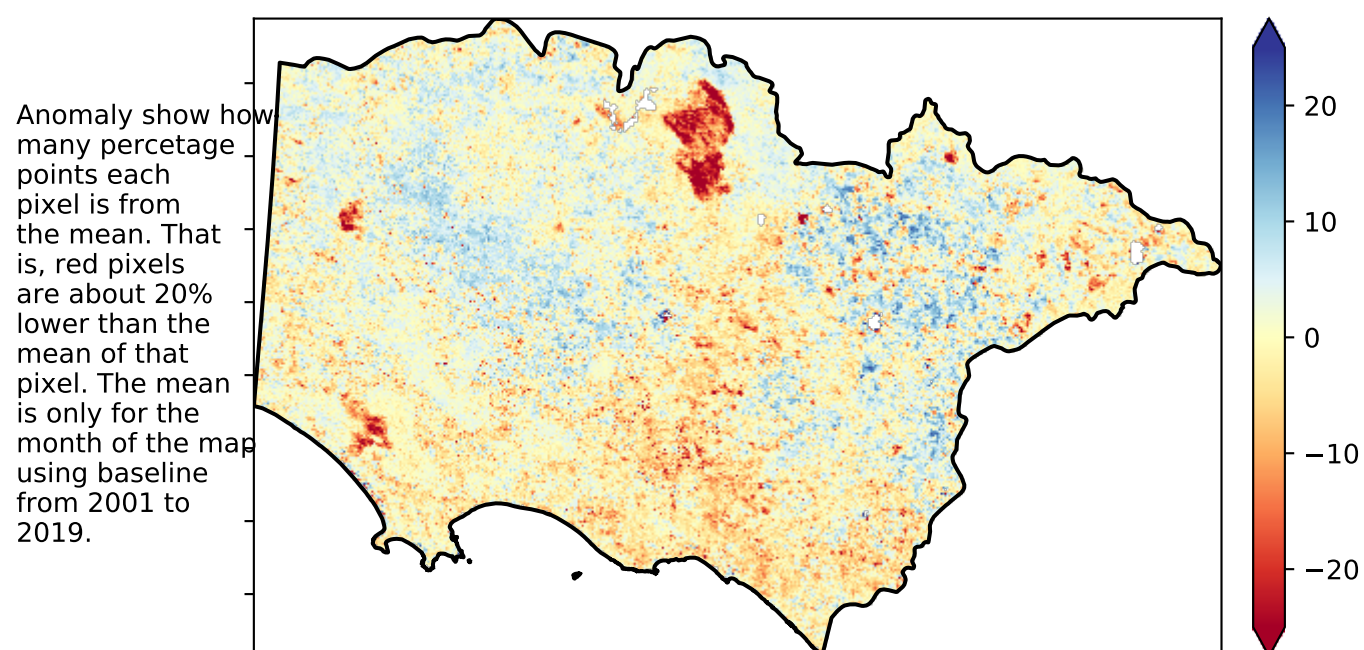 Anomaly show how
many percetage
points each
pixel is from
the mean. That
is, red pixels
are about 20%
lower than the
mean of that
pixel. The mean
is only for the
month of the map
using baseline
from 2001 to
2019.
20
10
0
−10
−20